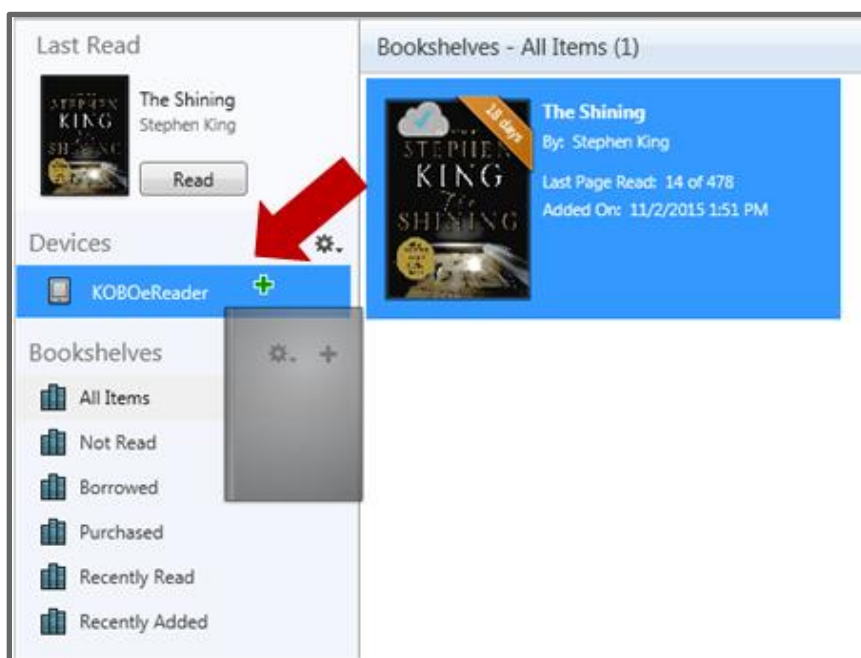 Last Read
STEPHEN
KING
SHINING
The Shining
Stephen King
Read
Devices
KOBOeReader
Bookshelves
All Items
Not Read
Borrowed
Purchased
Recently Read
Recently Added
Bookshelves - All Items (1)
18 days
STEPHEN
KING
The
SHINING
The Shining
By: Stephen King
Last Page Read: 14 of 478
Added On: 11/2/2015 1:51 PM